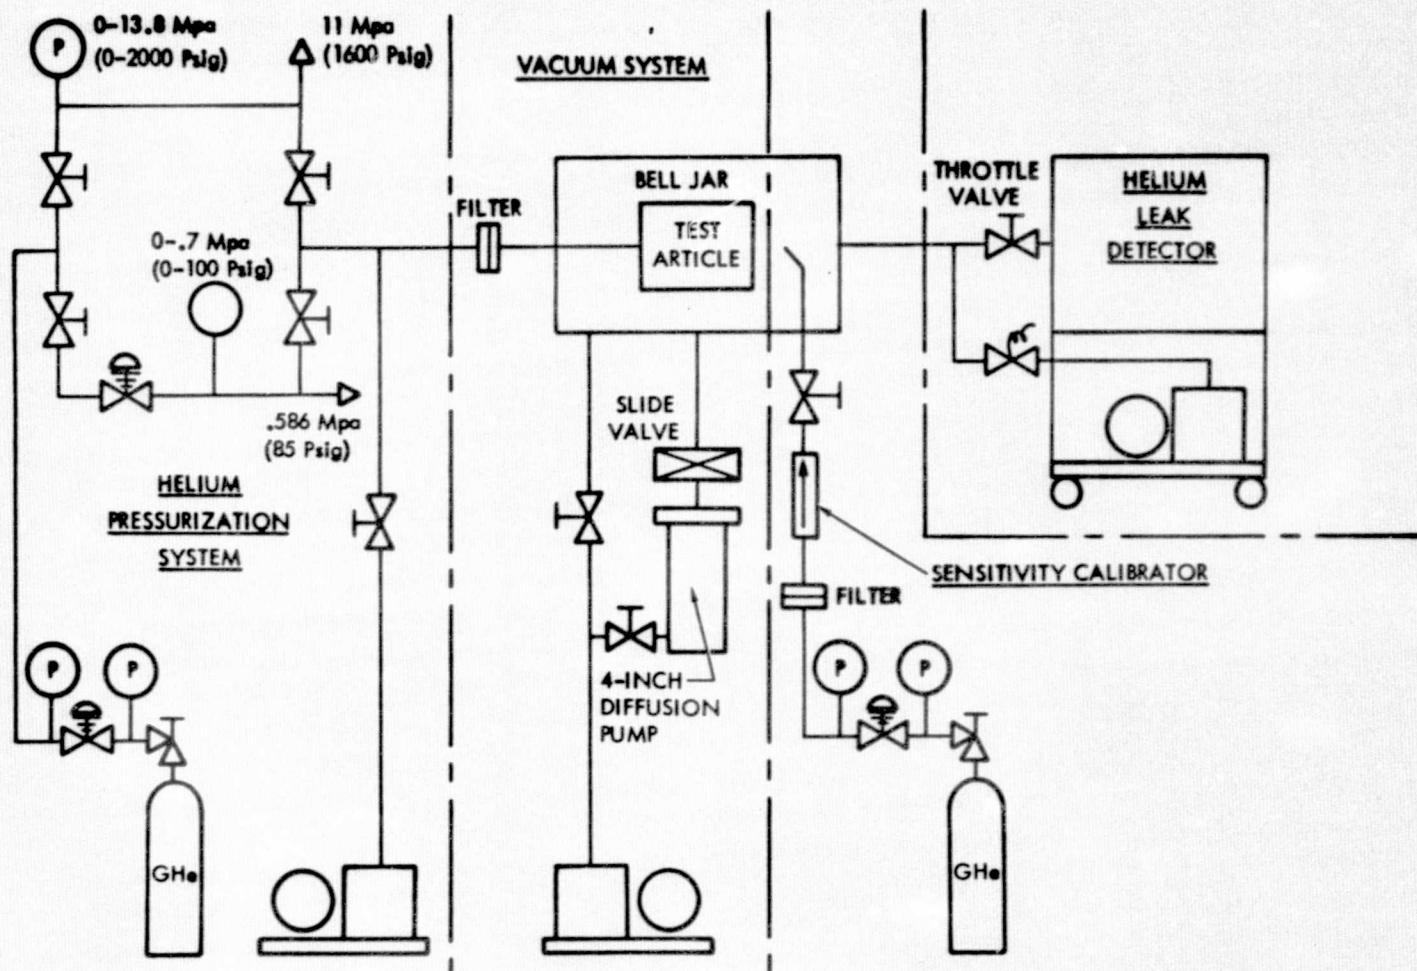 P
0-13.8 Mpa
(0-2000 Psig)
11 Mpa
(1600 Psig)
0-.7 Mpa
(0-100 Psig)
.586 Mpa
(85 Psig)
HELIUM
PRESSURIZATION
SYSTEM
P
P
GHe
VACUUM SYSTEM
FILTER
BELL JAR
TEST
ARTICLE
SLIDE
VALVE
4-INCH
DIFFUSION
PUMP
THROTTLE
VALVE
HELIUM
LEAK
DETECTOR
SENSITIVITY CALIBRATOR
FILTER
P
P
GHe